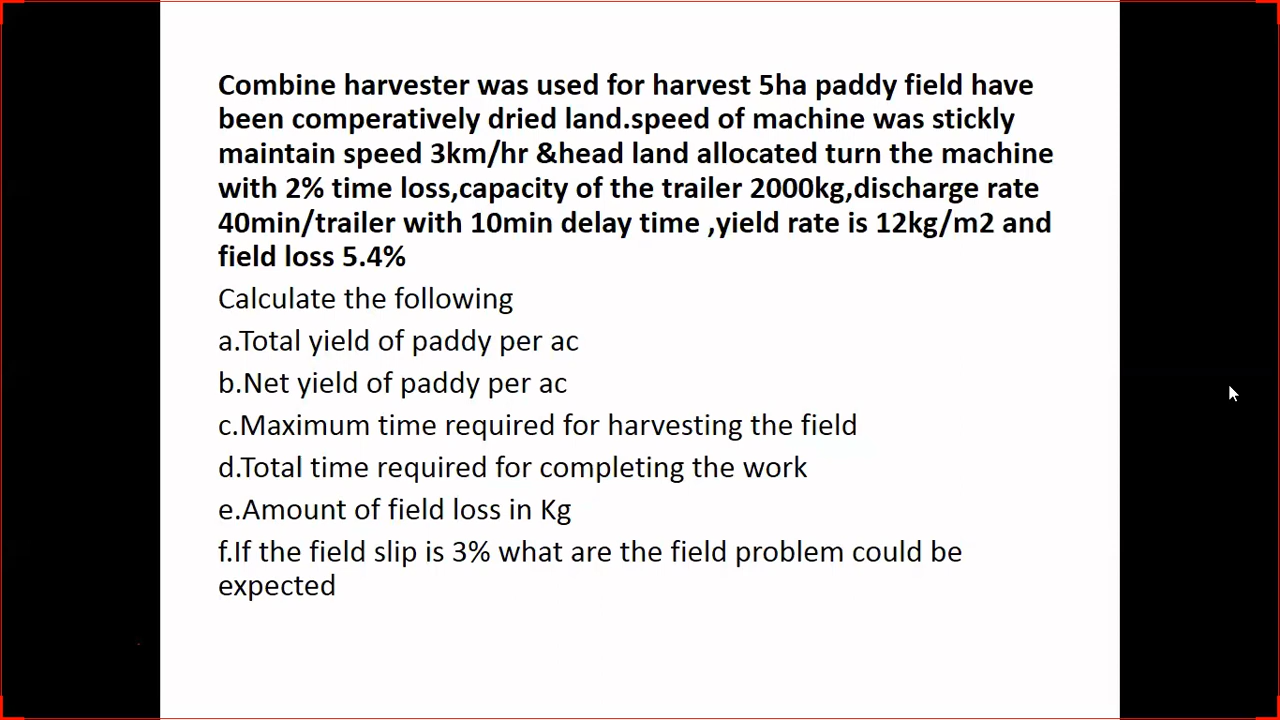 Combine harvester was used for harvest 5ha paddy field have
been comperatively dried land.speed of machine was stickly
maintain speed 3km/hr &head land allocated turn the machine
with 2% time loss,capacity of the trailer 2000kg,discharge rate
40min/trailer with 10min delay time ,yield rate is 12kg/m2 and
field loss 5.4%
Calculate the following
a.Total yield of paddy per ac
b.Net yield of paddy per ac
c.Maximum time required for harvesting the field
d.Total time required for completing the work
e.Amount of field loss in Kg
f.If the field slip is 3% what are the field problem could be
expected